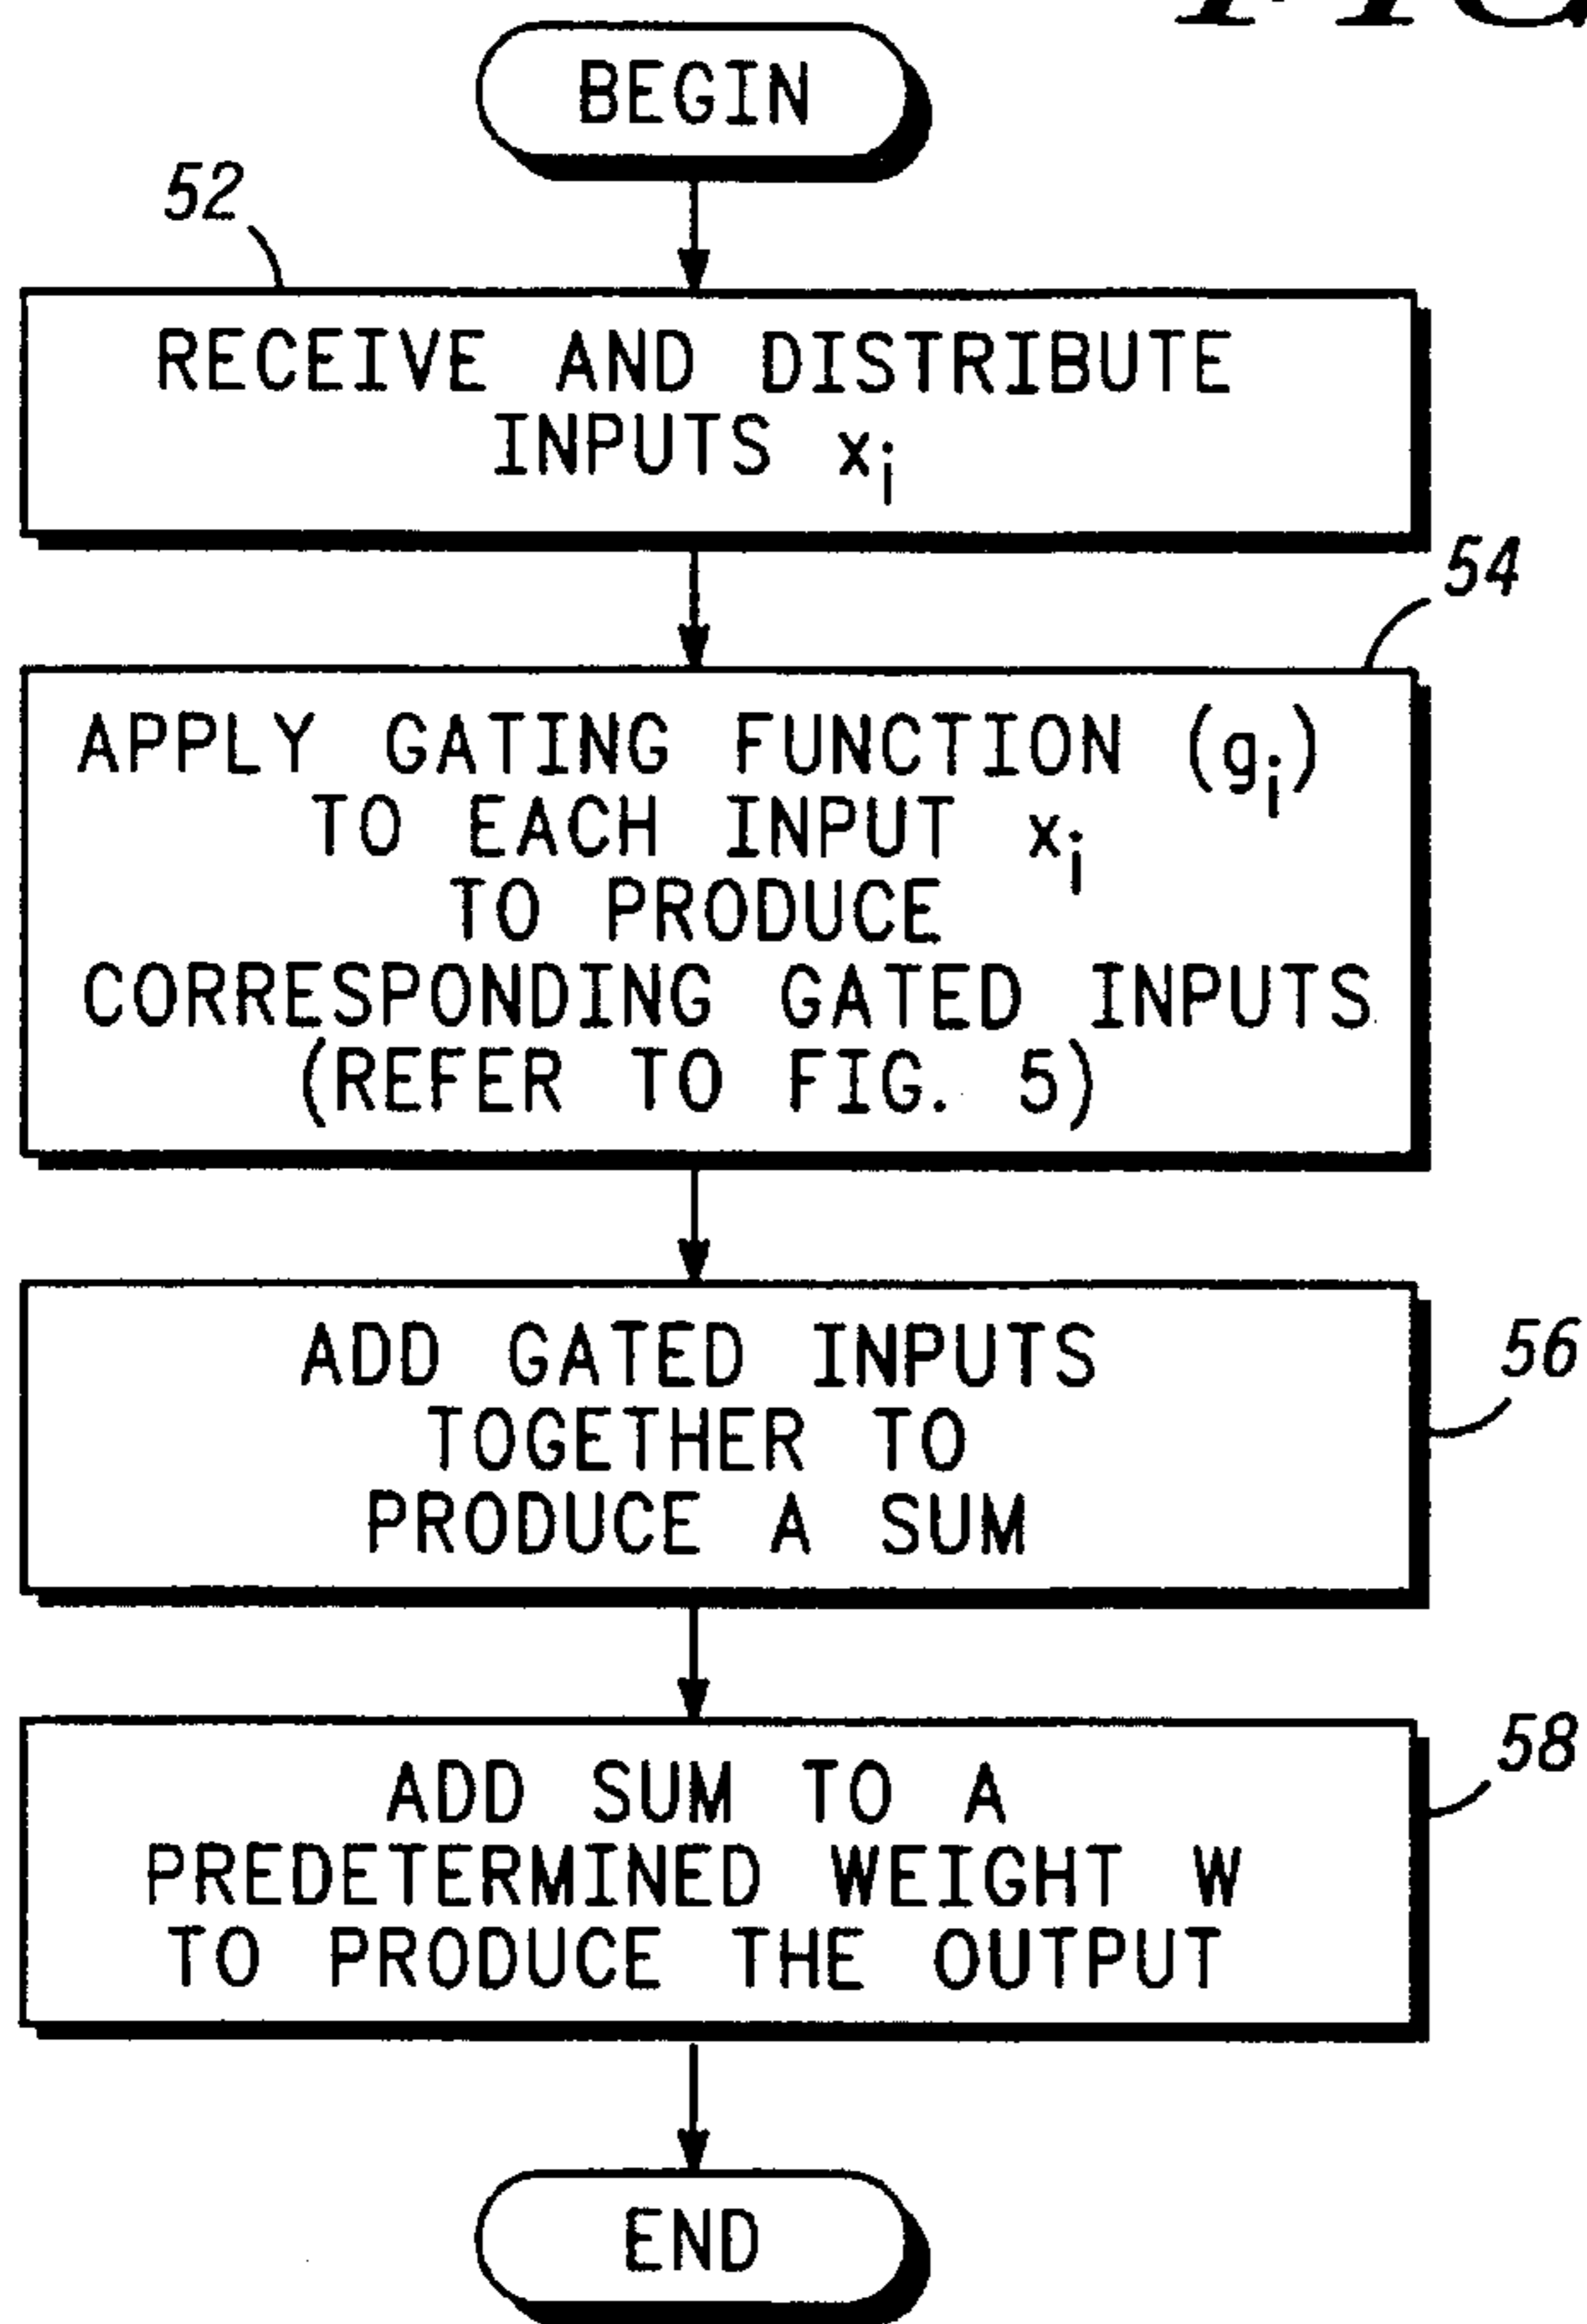 BEGIN
52
RECEIVE AND DISTRIBUTE
INPUTS xi
54
APPLY GATING FUNCTION (gi)
TO EACH INPUT xi
TO PRODUCE
CORRESPONDING GATED INPUTS
(REFER TO FIG. 5)
ADD GATED INPUTS
TOGETHER TO
PRODUCE A SUM
56
ADD SUM TO A
PREDETERMINED WEIGHT W
TO PRODUCE THE OUTPUT
58
END